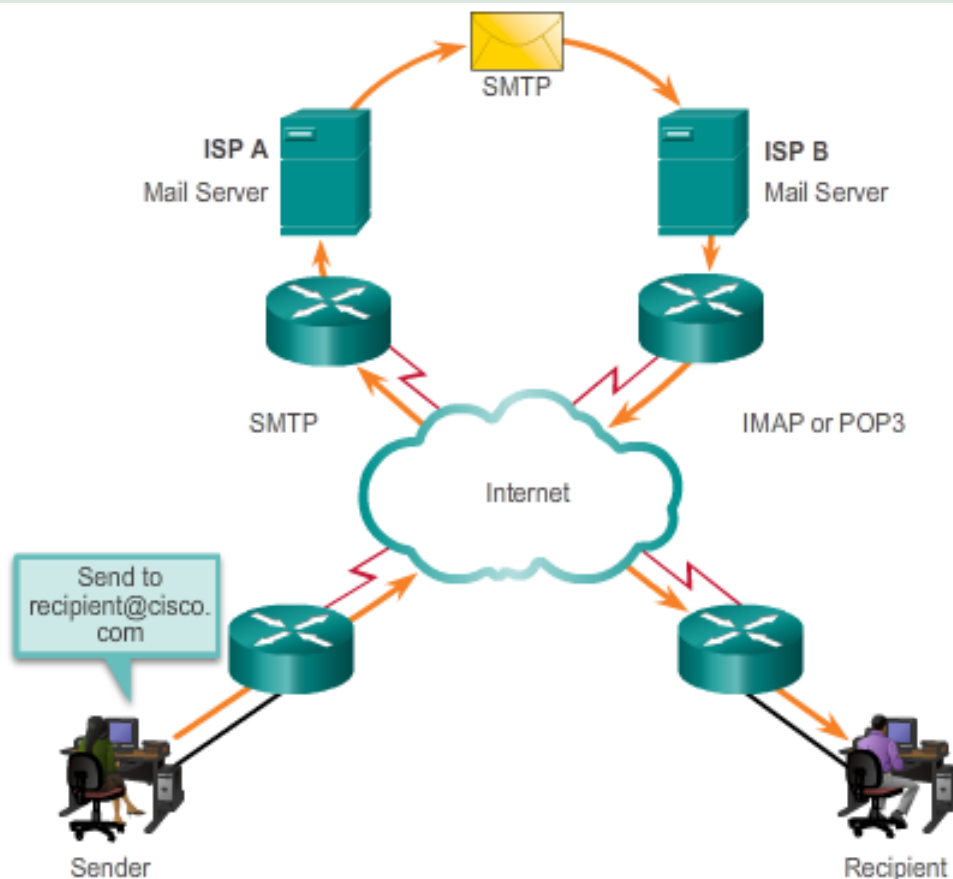 SMTP
ISP A
Mail Server
ISP B
Mail Server
SMTP
IMAP or POP3
Internet
Send to
recipient@cisco.
com
Sender
Recipient